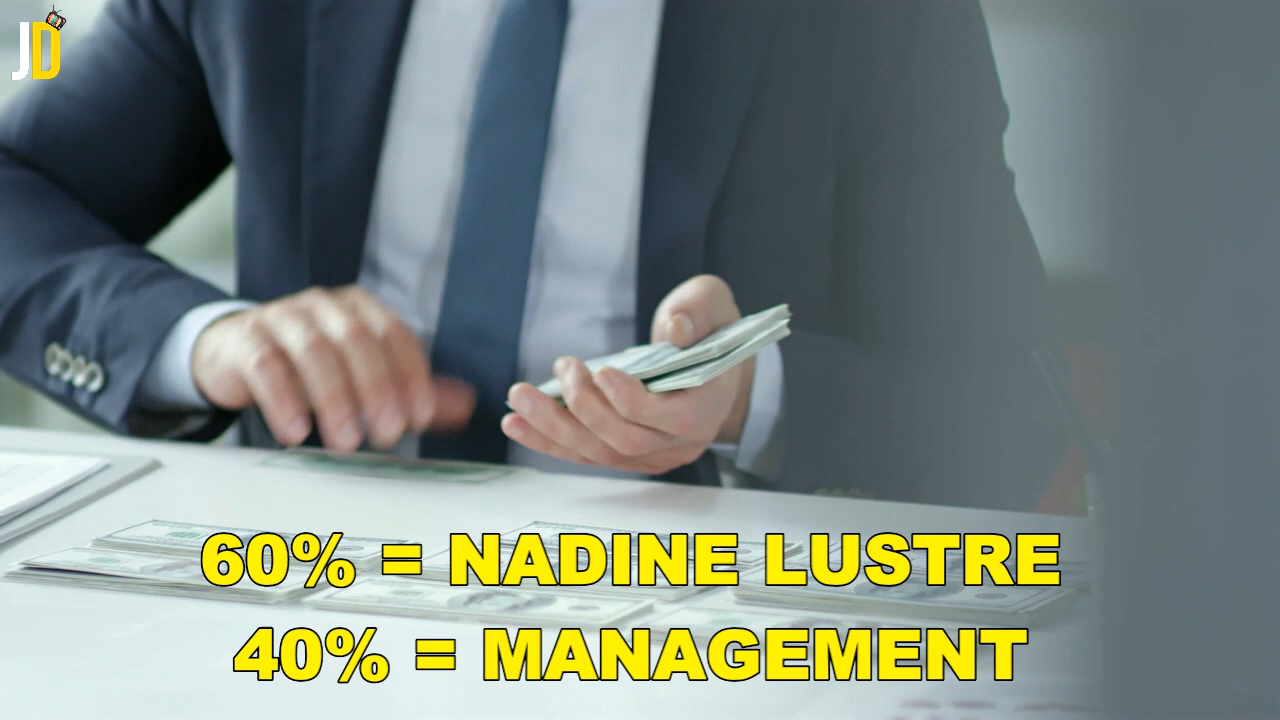 JD
60% = NADINE LUSTRE
40% = MANAGEMENT